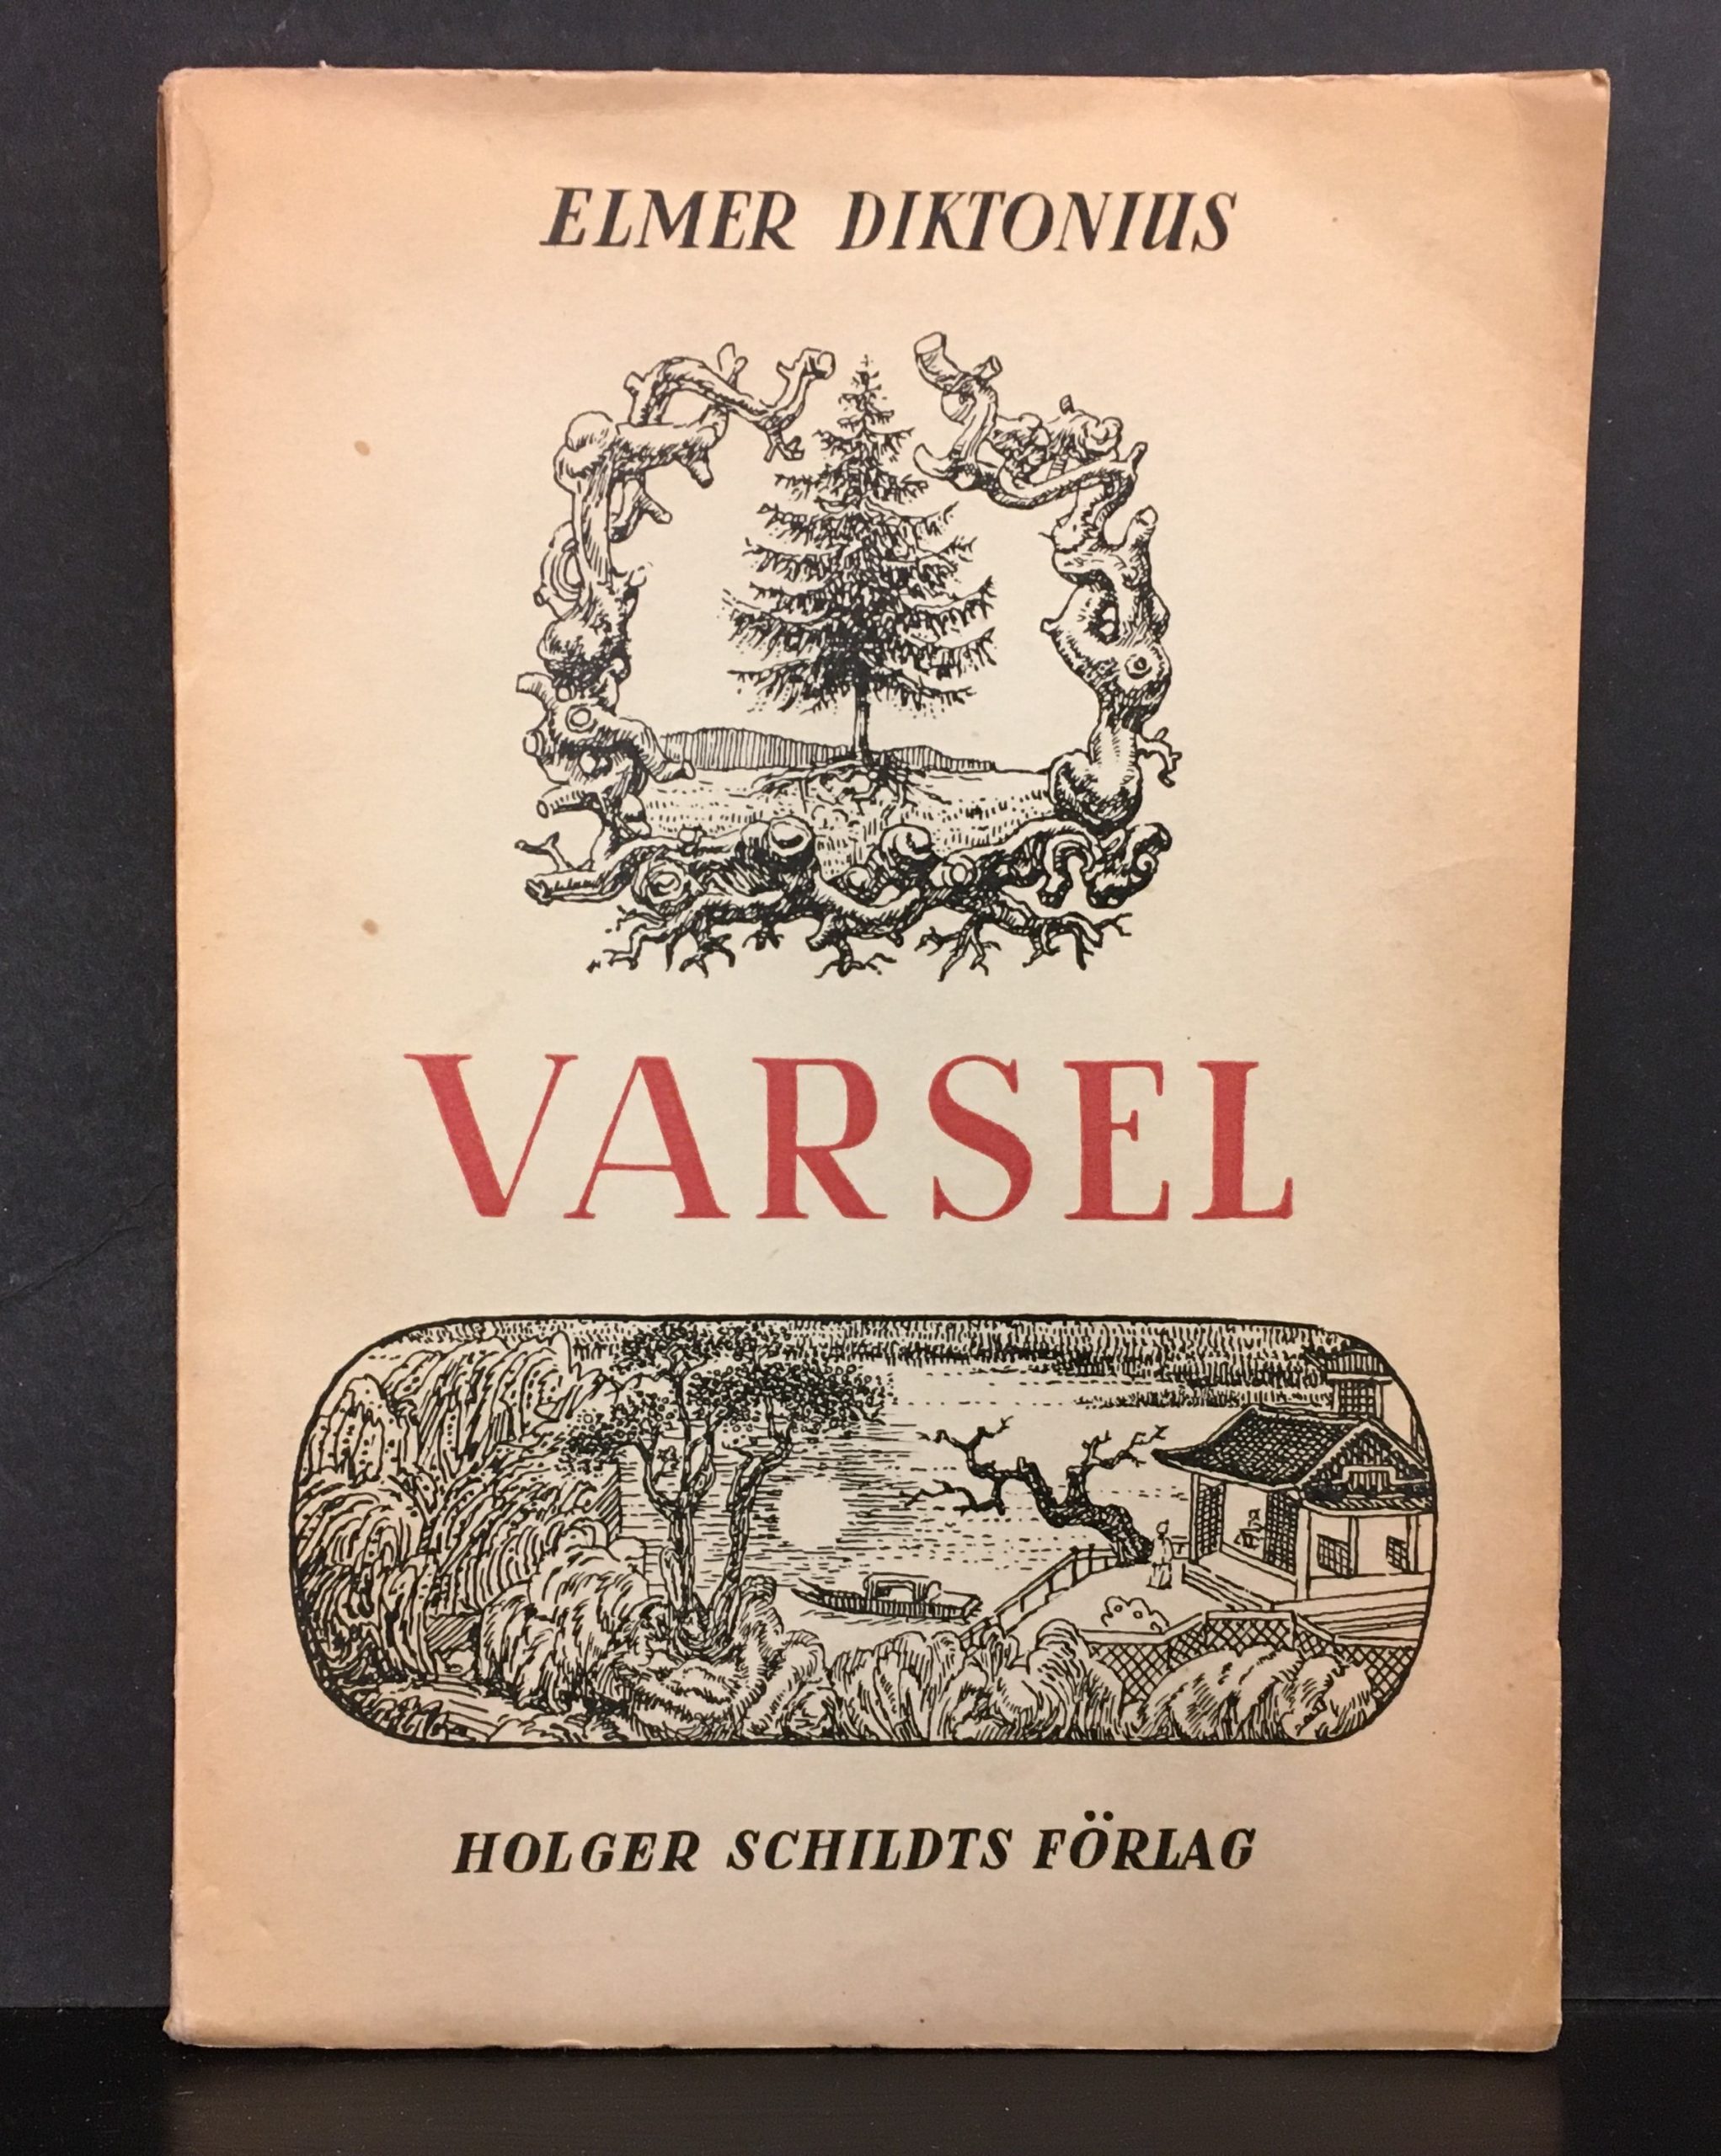 ELMER DIKTONIUS
VARSEL
HOLGER SCHILDTS FÖRLAG